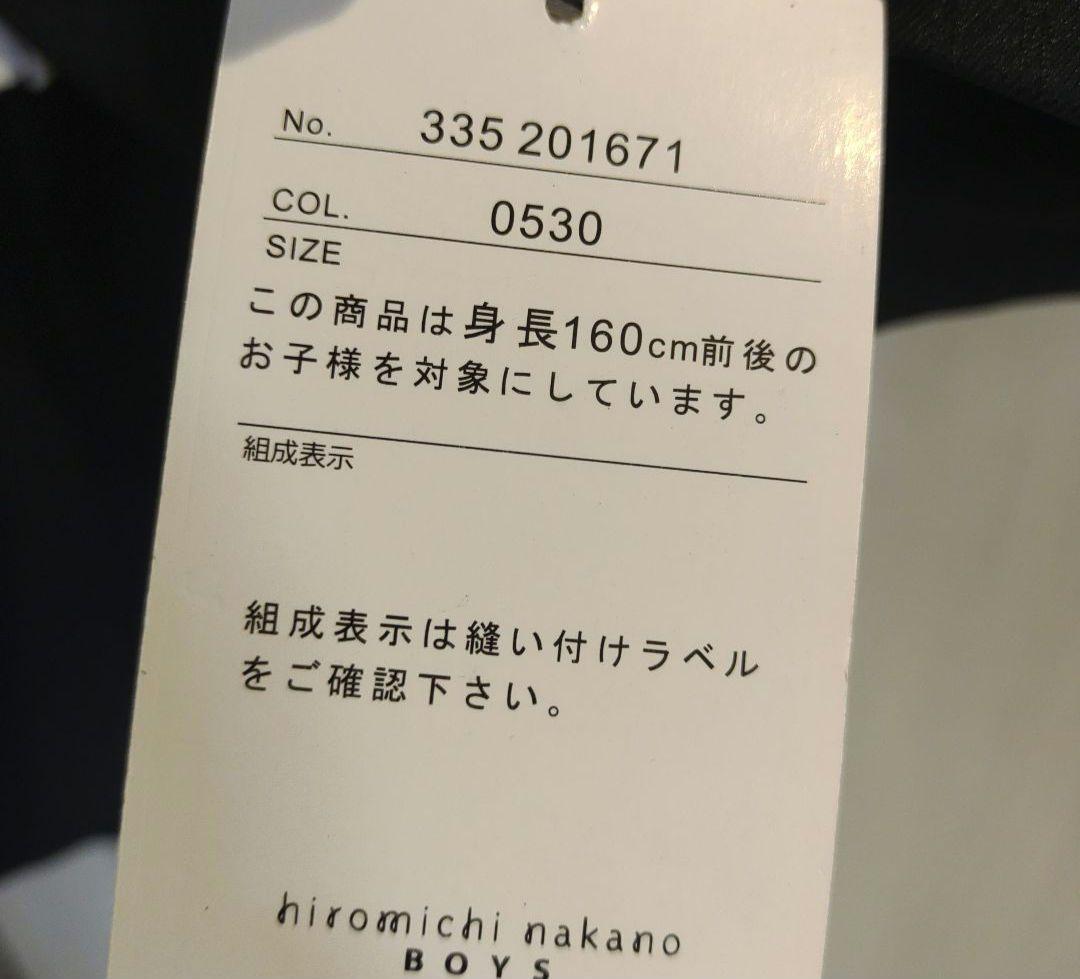 No. 335 201671
COL. 0530
SIZE
この商品は身長160cm前後の
お子様を対象にしています。
組成表示
組成表示は縫い付けラベル
をご確認下さい。
hiromichi nakano
BOYS